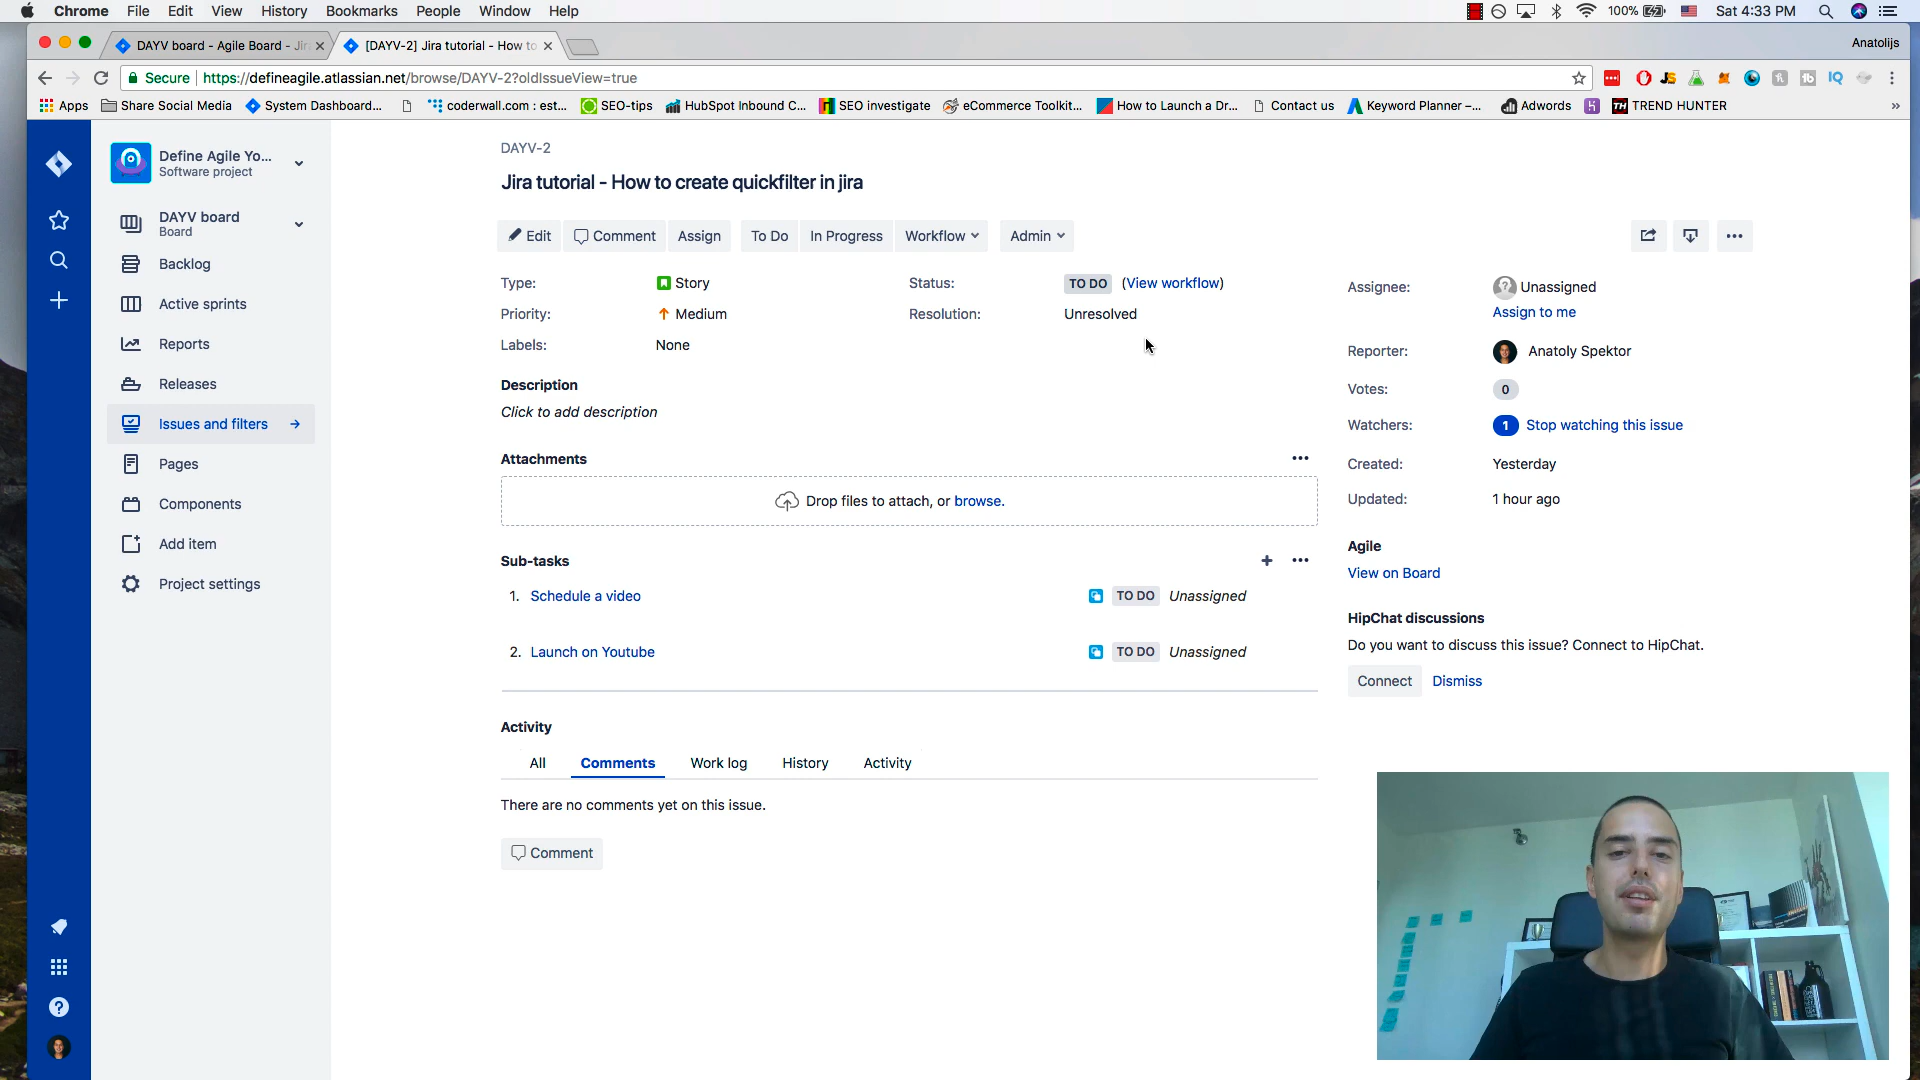 Chrome File Edit View History Bookmarks People Window Help 100% Sat 4:33 PM
DAYV board - Agile Board - Jir [DAYV-2] Jira tutorial - How to Anatolijs
Secure https://defineagile.atlassian.net/browse/DAYV-2?oldIssueView=true
Apps Share Social Media System Dashboard... coderwall.com : est... SEO-tips HubSpot Inbound C... SEO investigate eCommerce Toolkit... How to Launch a Dr... Contact us Keyword Planner –... Adwords TH TREND HUNTER »
Define Agile Yo...
Software project
DAYV board
Board
Backlog
Active sprints
Reports
Releases
Issues and filters
Pages
Components
Add item
Project settings
DAYV-2
Jira tutorial - How to create quickfilter in jira
Edit Comment Assign To Do In Progress Workflow Admin
Type: Story Status: TO DO (View workflow)
Priority: Medium Resolution: Unresolved
Labels: None
Description
Click to add description
Attachments
Drop files to attach, or browse.
Sub-tasks
1. Schedule a video TO DO Unassigned
2. Launch on Youtube TO DO Unassigned
Activity
All Comments Work log History Activity
There are no comments yet on this issue.
Comment
Assignee: Unassigned
Assign to me
Reporter: Anatoly Spektor
Votes: 0
Watchers: 1 Stop watching this issue
Created: Yesterday
Updated: 1 hour ago
Agile
View on Board
HipChat discussions
Do you want to discuss this issue? Connect to HipChat.
Connect Dismiss